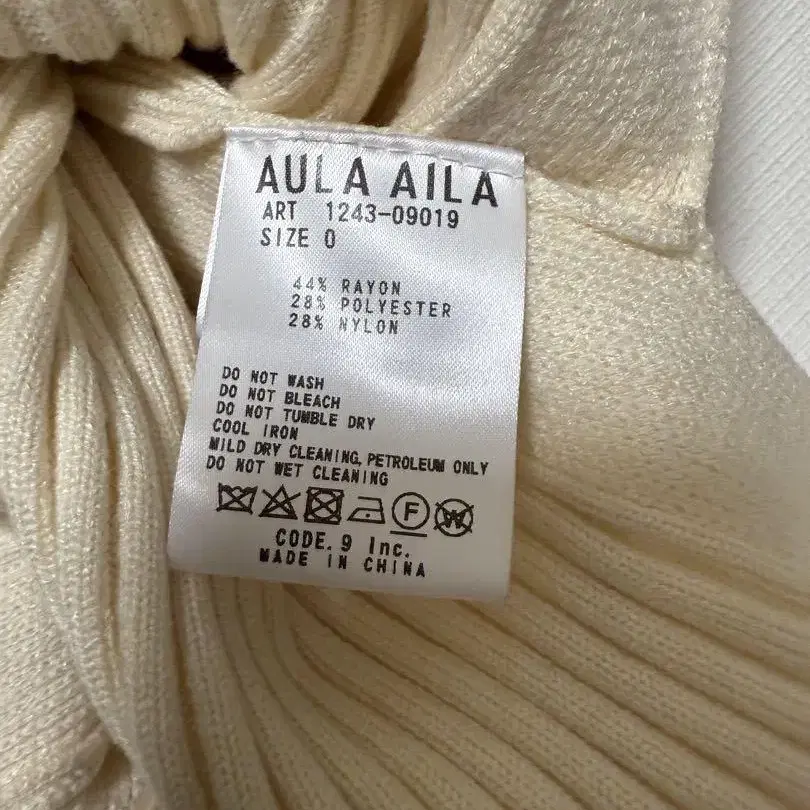 AULA AILA
ART 1243-09019
SIZE 0
44% RAYON
28% POLYESTER
28% NYLON
DO NOT WASH
DO NOT BLEACH
DO NOT TUMBLE DRY
COOL IRON
MILD DRY CLEANING, PETROLEUM ONLY
DO NOT WET CLEANING
F W
CODE. 9 Inc.
MADE IN CHINA